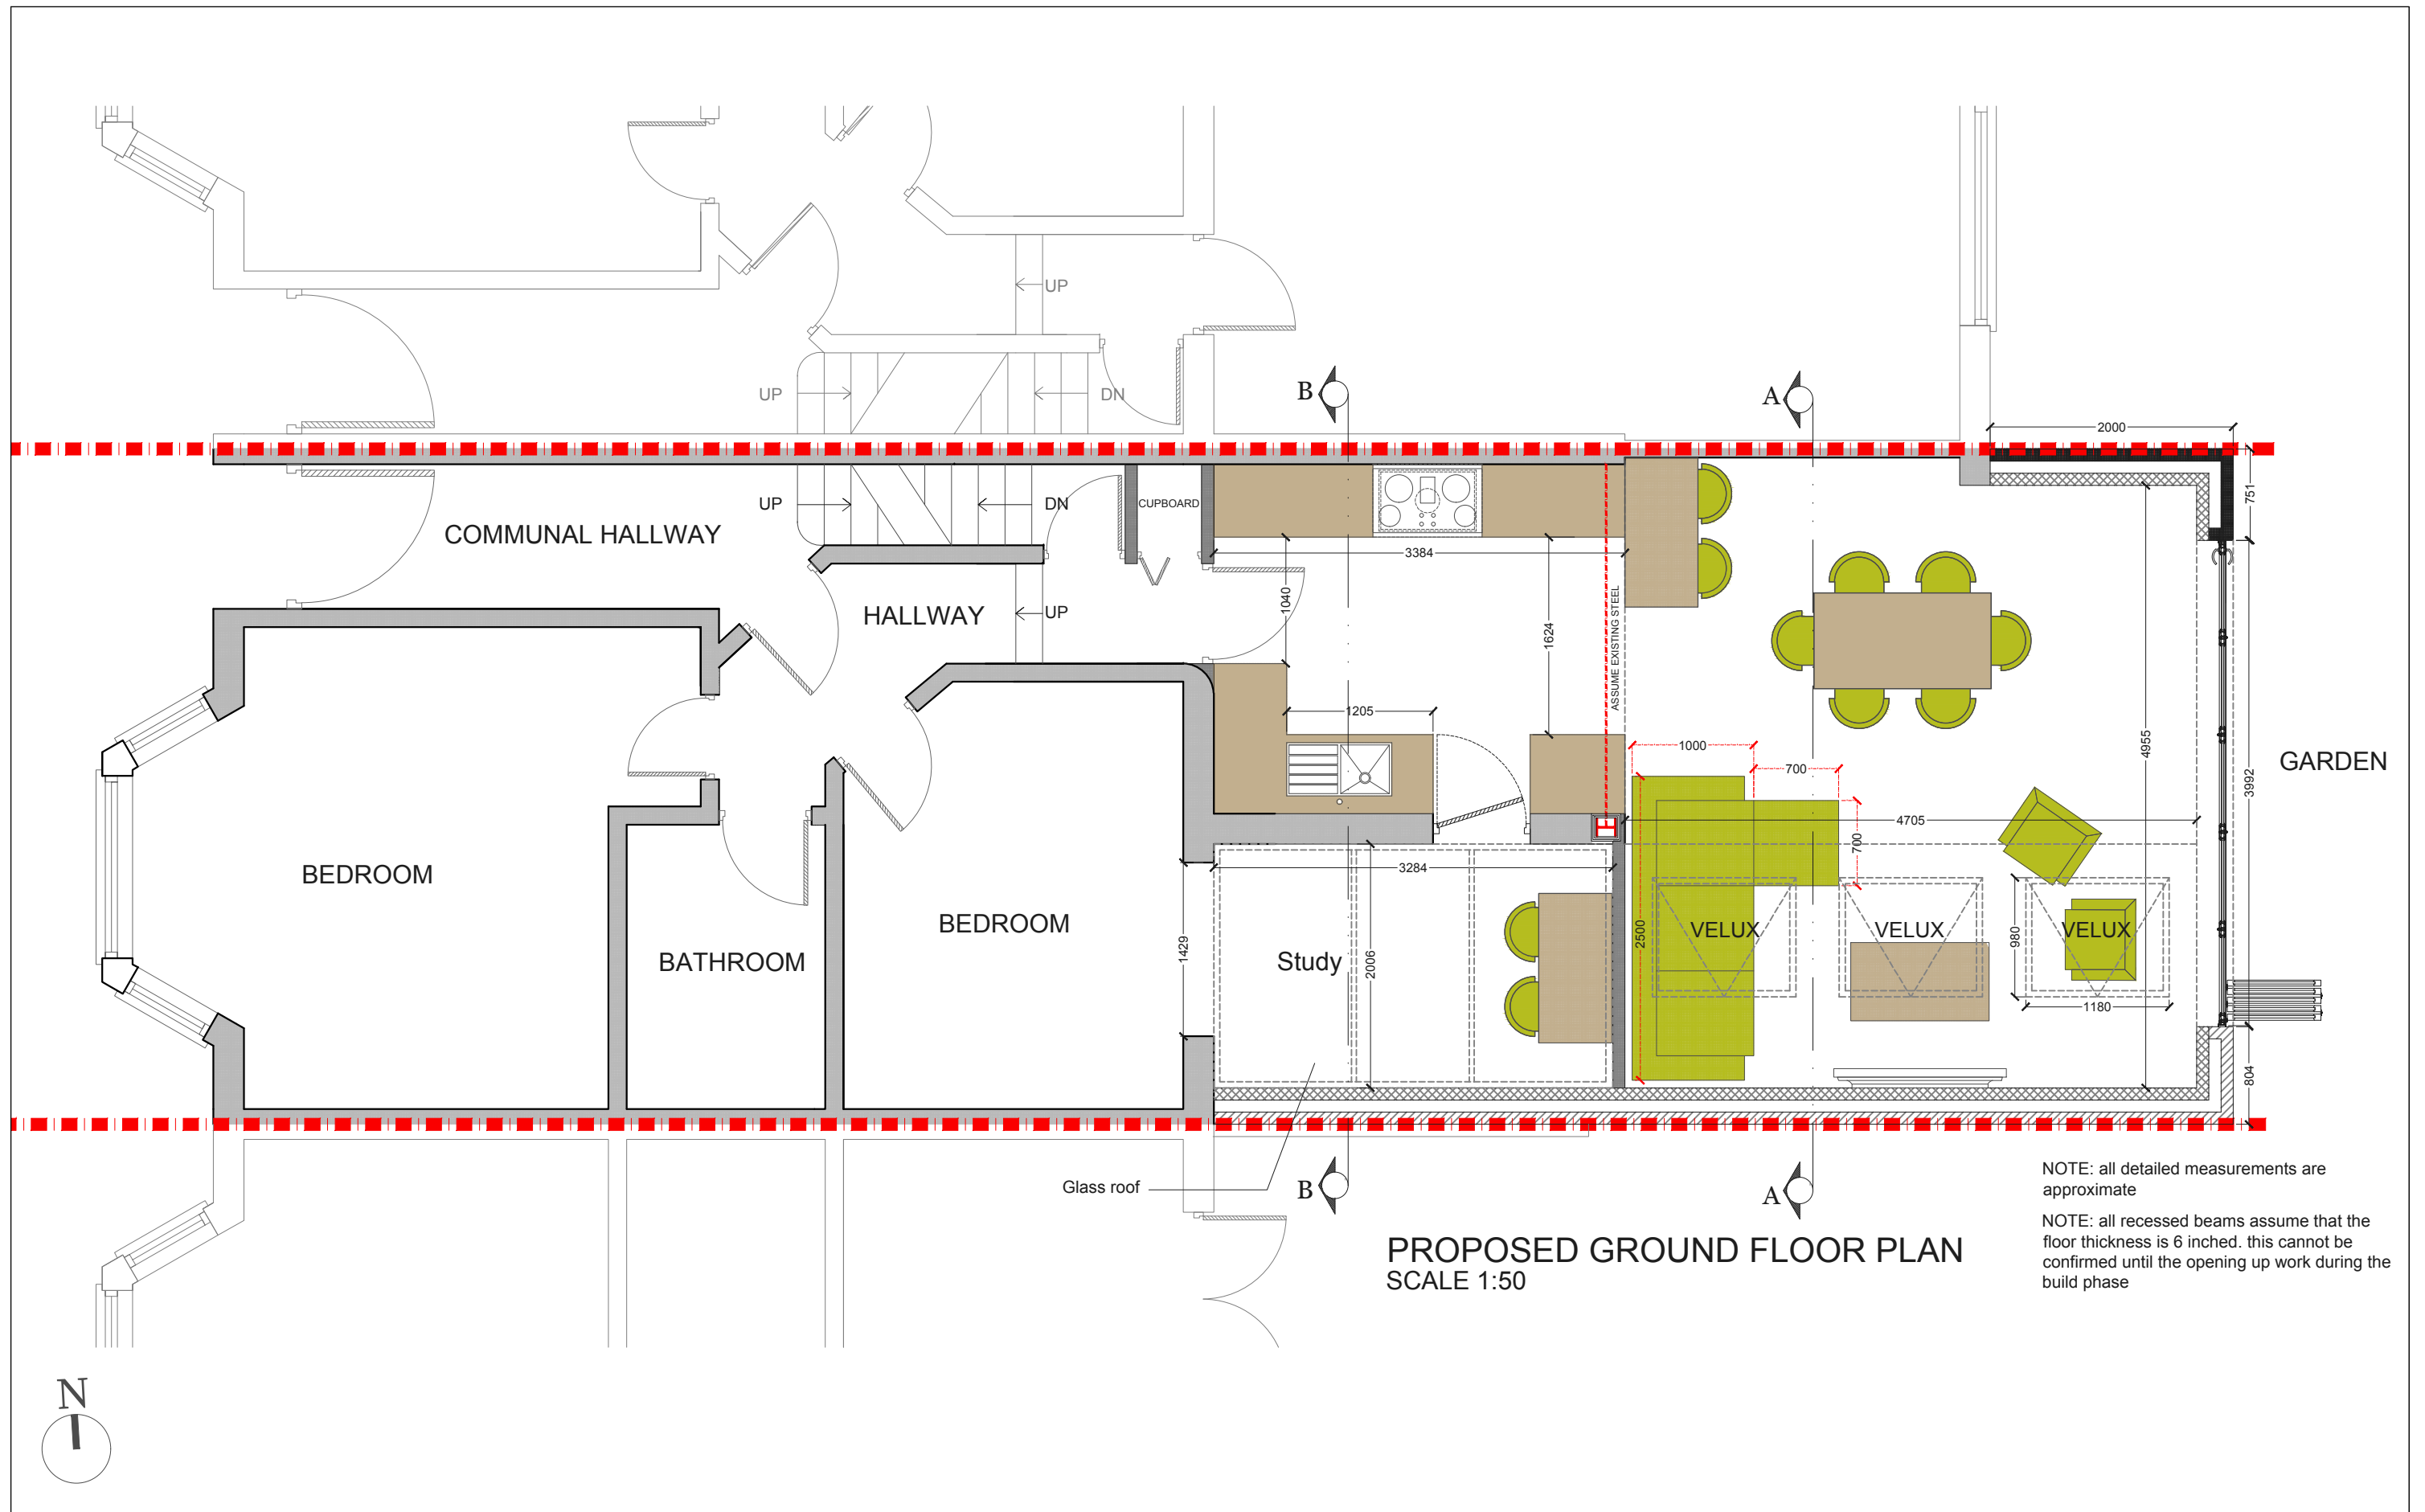 UP
UP
DN
B
A
2000
UP
DN
CUPBOARD
COMMUNAL HALLWAY
751
3384
HALLWAY
UP
1040
1624
ASSUME EXISTING STEEL
1205
1000
700
4955
3992
GARDEN
4705
700
BEDROOM
3284
BEDROOM
BATHROOM
1429
Study
2006
2500
VELUX
VELUX
VELUX
980
1180
804
Glass roof
B
A
NOTE: all detailed measurements are
approximate
NOTE: all recessed beams assume that the
floor thickness is 6 inched. this cannot be
confirmed until the opening up work during the
build phase
PROPOSED GROUND FLOOR PLAN
SCALE 1:50
N